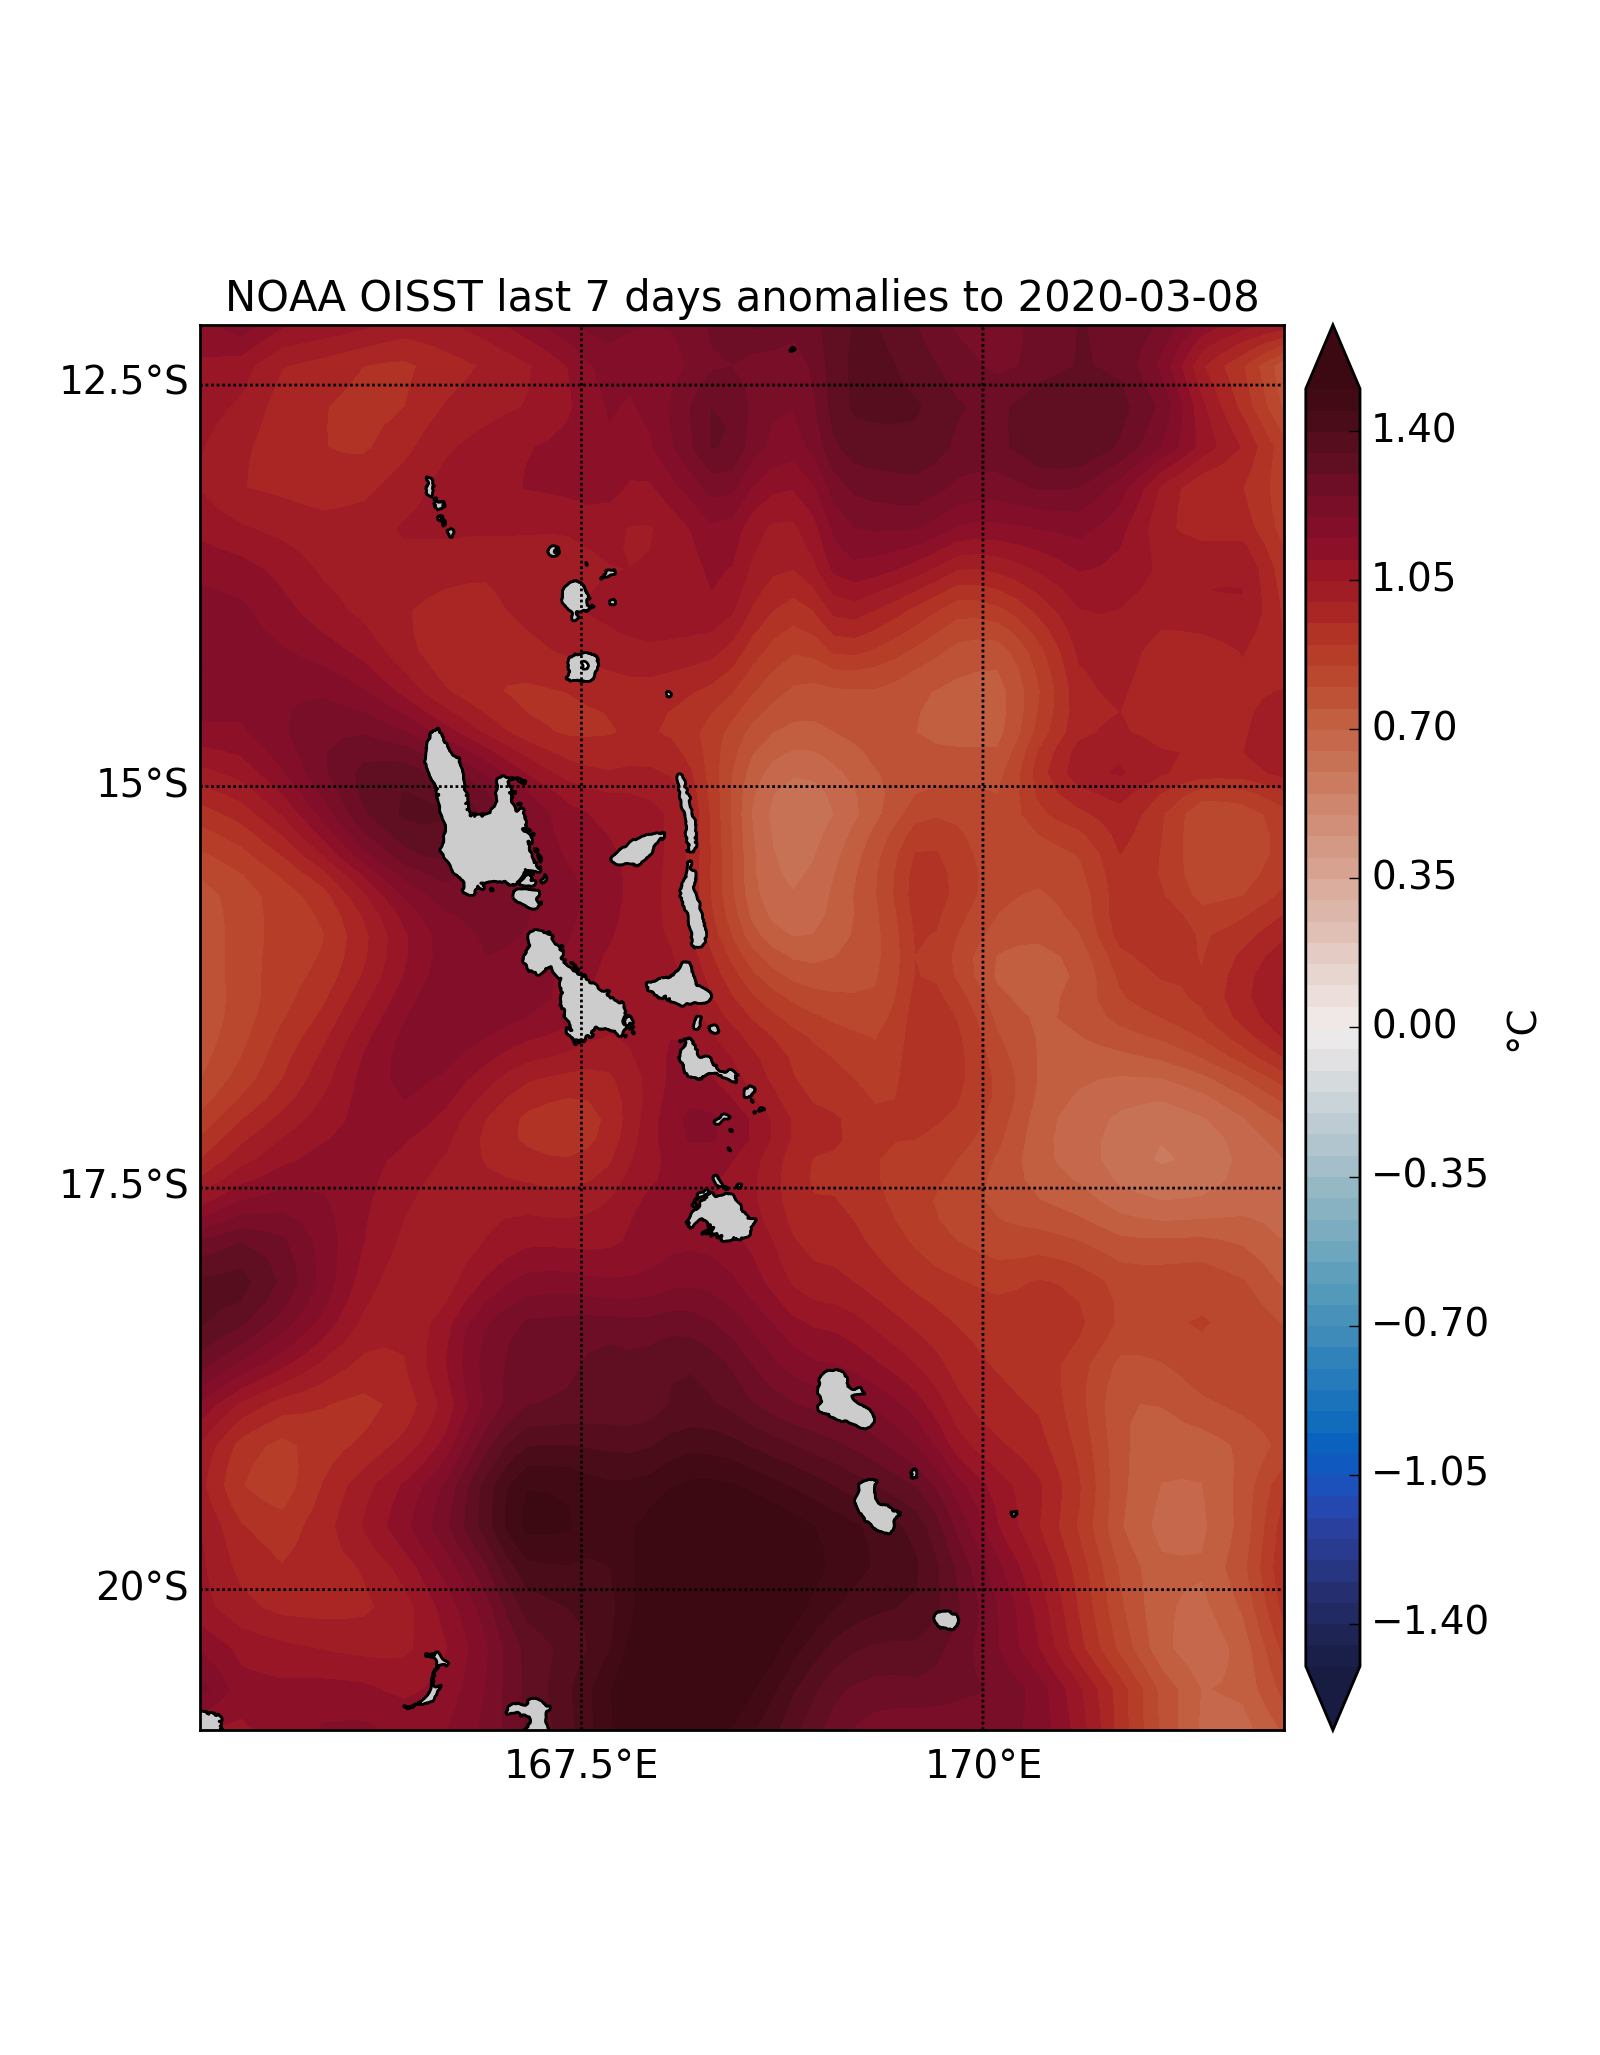 NOAA OISST last 7 days anomalies to 2020-03-08
12.5°S
15°S
17.5°S
20°S
167.5°E
170°E
1.40
1.05
0.70
0.35
0.00
−0.35
−0.70
−1.05
−1.40
°C